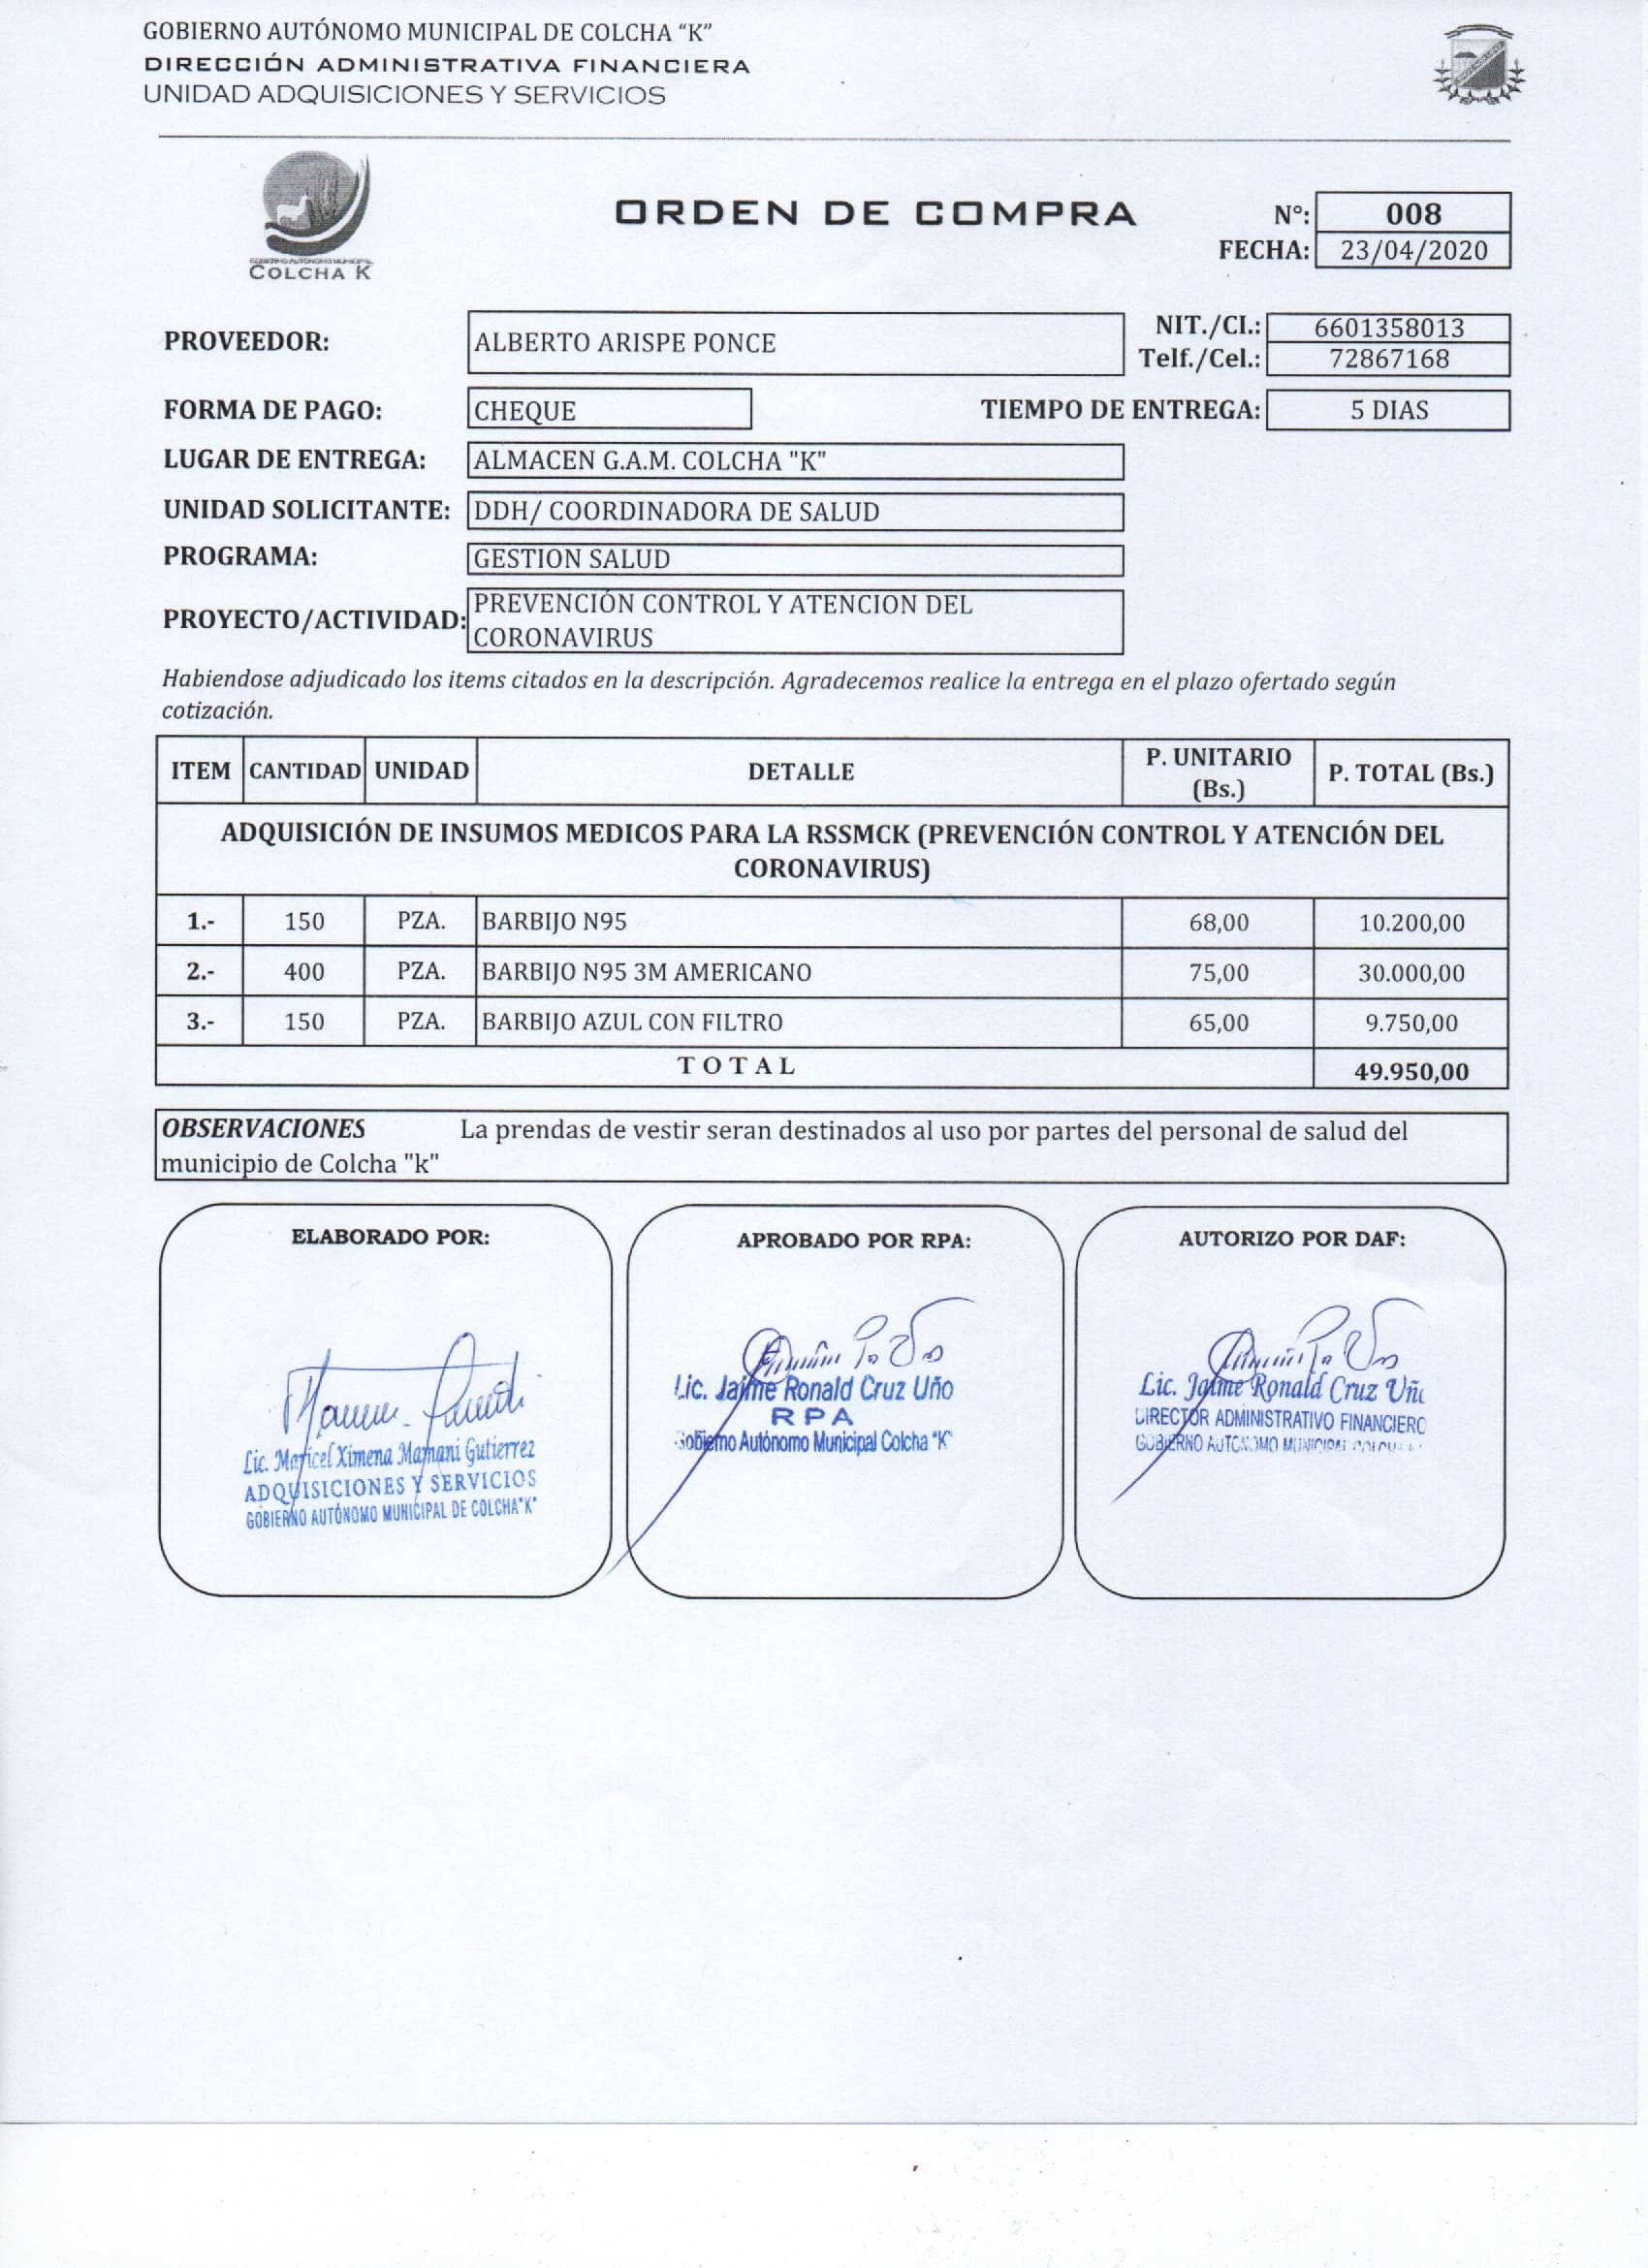 GOBIERNO AUTÓNOMO MUNICIPAL DE COLCHA “K”
DIRECCIÓN ADMINISTRATIVA FINANCIERA
UNIDAD ADQUISICIONES Y SERVICIOS
GOBIERNO AUTONOMO MUNICIPAL
COLCHA K
ORDEN DE COMPRA
N°: 008
FECHA: 23/04/2020
PROVEEDOR: ALBERTO ARISPE PONCE
NIT./CI.: 6601358013
Telf./Cel.: 72867168
FORMA DE PAGO: CHEQUE TIEMPO DE ENTREGA: 5 DIAS
LUGAR DE ENTREGA: ALMACEN G.A.M. COLCHA "K"
UNIDAD SOLICITANTE: DDH/ COORDINADORA DE SALUD
PROGRAMA: GESTION SALUD
PROYECTO/ACTIVIDAD: PREVENCIÓN CONTROL Y ATENCION DEL
CORONAVIRUS
Habiendose adjudicado los items citados en la descripción. Agradecemos realice la entrega en el plazo ofertado según
cotización.
ITEM CANTIDAD UNIDAD DETALLE P. UNITARIO (Bs.) P. TOTAL (Bs.)
ADQUISICIÓN DE INSUMOS MEDICOS PARA LA RSSMCK (PREVENCIÓN CONTROL Y ATENCIÓN DEL
CORONAVIRUS)
1.- 150 PZA. BARBIJO N95 68,00 10.200,00
2.- 400 PZA. BARBIJO N95 3M AMERICANO 75,00 30.000,00
3.- 150 PZA. BARBIJO AZUL CON FILTRO 65,00 9.750,00
TOTAL 49.950,00
OBSERVACIONES La prendas de vestir seran destinados al uso por partes del personal de salud del
municipio de Colcha "k"
ELABORADO POR:
Lic. Maricel Ximena Mamani Gutierrez
ADQUISICIONES Y SERVICIOS
GOBIERNO AUTÓNOMO MUNICIPAL DE COLCHA"K"
APROBADO POR RPA:
Lic. Jaime Ronald Cruz Uño
RPA
Gobierno Autónomo Municipal Colcha "K"
AUTORIZO POR DAF:
Lic. Jaime Ronald Cruz Uñ
DIRECTOR ADMINISTRATIVO FINANCIERO
GOBIERNO AUTONOMO MUNICIPAL